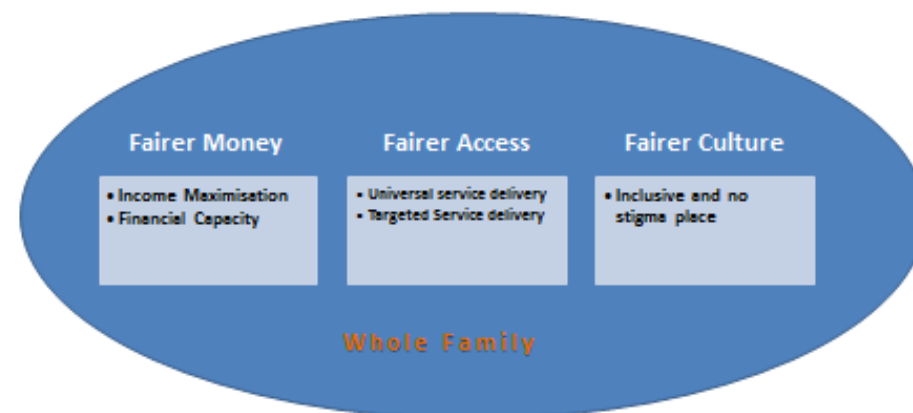 Fairer Money
• Income Maximisation
• Financial Capacity
Fairer Access
• Universal service delivery
• Targeted Service delivery
Fairer Culture
• Inclusive and no
stigma place
Whole Family